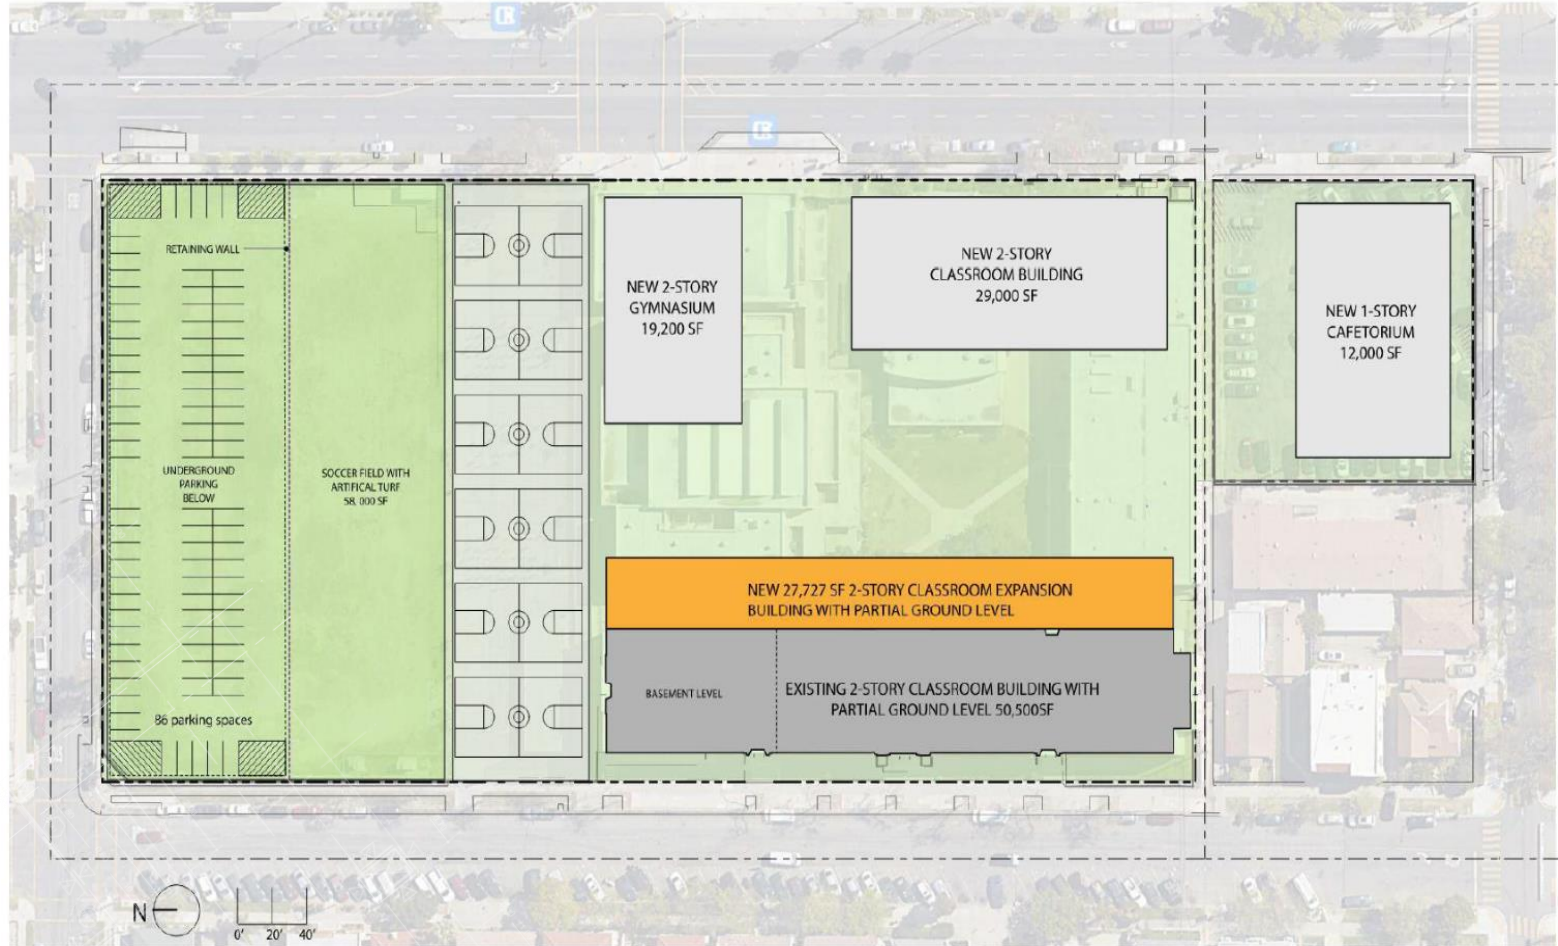 RETAINING WALL
UNDERGROUND
PARKING
BELOW
86 parking spaces
SOCCER FIELD WITH
ARTIFICAL TURF
58, 000 SF
NEW 2-STORY
GYMNASIUM
19,200 SF
NEW 2-STORY
CLASSROOM BUILDING
29,000 SF
NEW 1-STORY
CAFETORIUM
12,000 SF
NEW 27,727 SF 2-STORY CLASSROOM EXPANSION
BUILDING WITH PARTIAL GROUND LEVEL
BASEMENT LEVEL
EXISTING 2-STORY CLASSROOM BUILDING WITH
PARTIAL GROUND LEVEL 50,500SF
N
0' 20' 40'